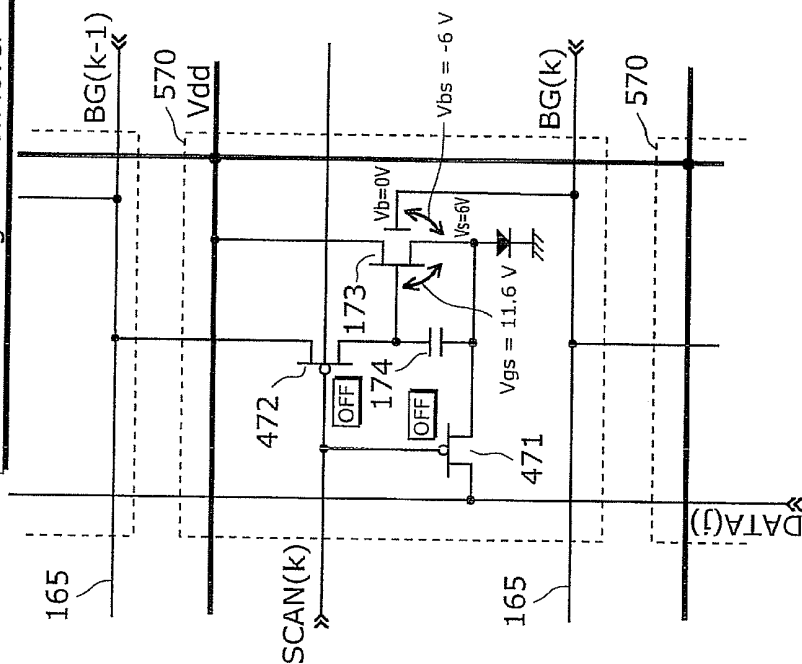 BG(k-1)
570
Vdd
165
472
173
Vb=0V
Vs=6V
Vbs = -6 V
OFF
174
OFF
Vgs = 11.6 V
471
SCAN(k)
165
BG(k)
570
DATA(j)